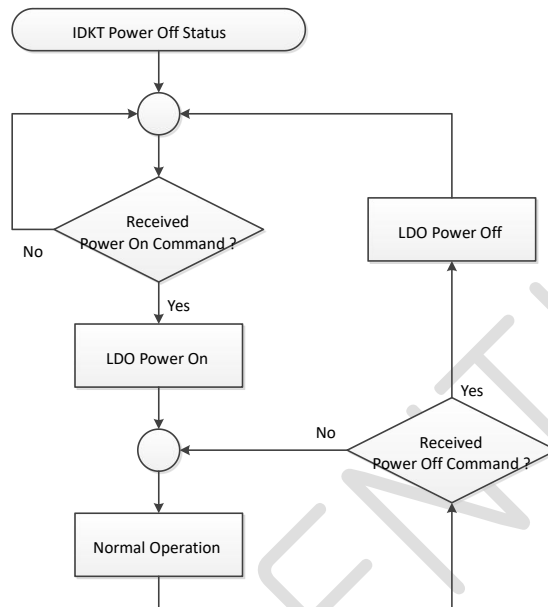 IDKT Power Off Status
Received
Power On Command ?
No
Yes
LDO Power Off
LDO Power On
Yes
No
Received
Power Off Command ?
Normal Operation